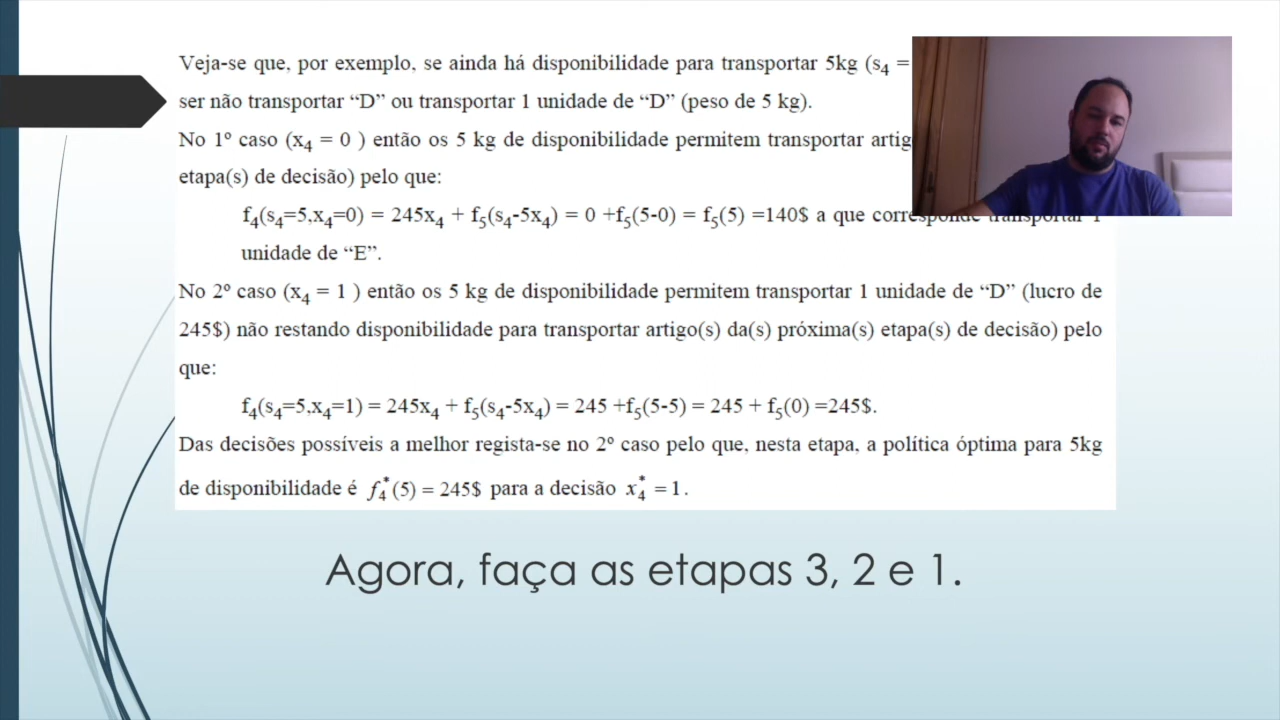 Veja-se que, por exemplo, se ainda há disponibilidade para transportar 5kg (s4 =
ser não transportar “D” ou transportar 1 unidade de “D” (peso de 5 kg).
No 1º caso (x4 = 0 ) então os 5 kg de disponibilidade permitem transportar
etapa(s) de decisão) pelo que:
f4(s4=5,x4=0) = 245x4 + f5(s4-5x4) = 0 +f5(5-0) = f5(5) =140$ a que corresponde transportar 1
unidade de “E”.
No 2º caso (x4 = 1 ) então os 5 kg de disponibilidade permitem transportar 1 unidade de “D” (lucro de
245$) não restando disponibilidade para transportar artigo(s) da(s) próxima(s) etapa(s) de decisão) pelo
que:
f4(s4=5,x4=1) = 245x4 + f5(s4-5x4) = 245 +f5(5-5) = 245 + f5(0) =245$.
Das decisões possíveis a melhor regista-se no 2º caso pelo que, nesta etapa, a política óptima para 5kg
de disponibilidade é f4*(5) = 245$ para a decisão x4* =1.
Agora, faça as etapas 3, 2 e 1.